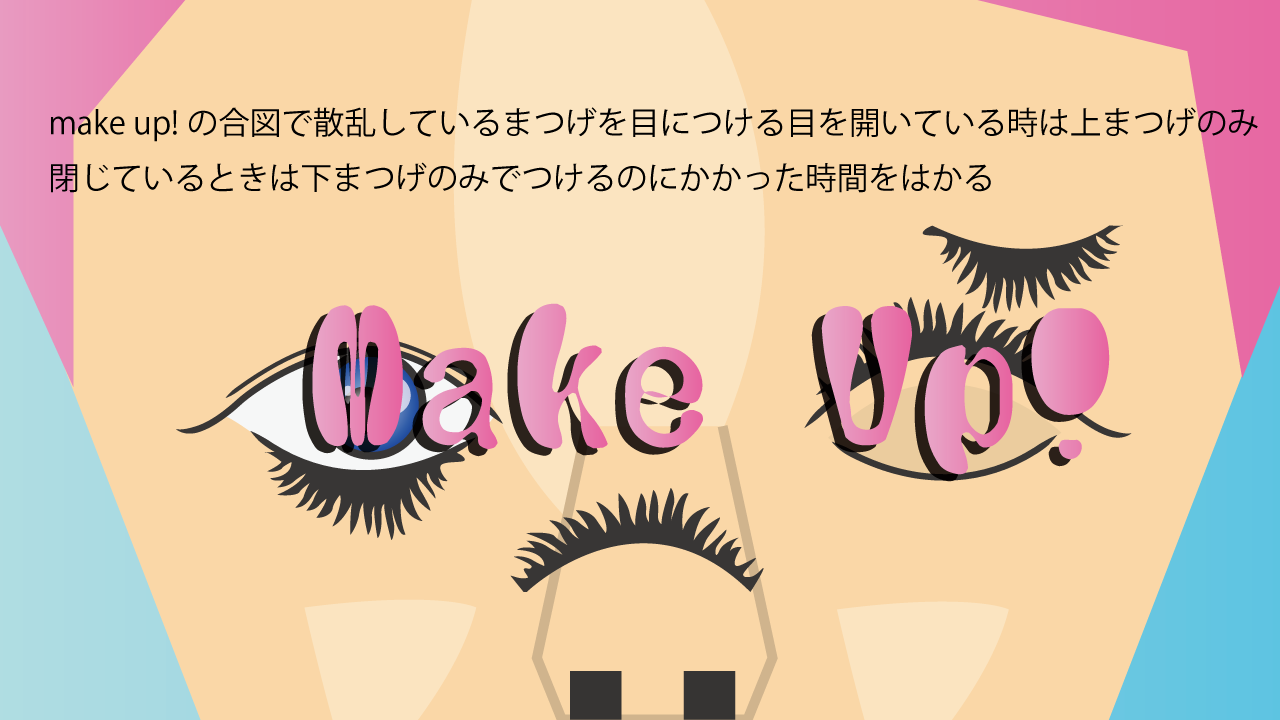 make up! の合図で散乱しているまつげを目につける目を開いている時は上まつげのみ
閉じているときは下まつげのみでつけるのにかかった時間をはかる
Make Up!